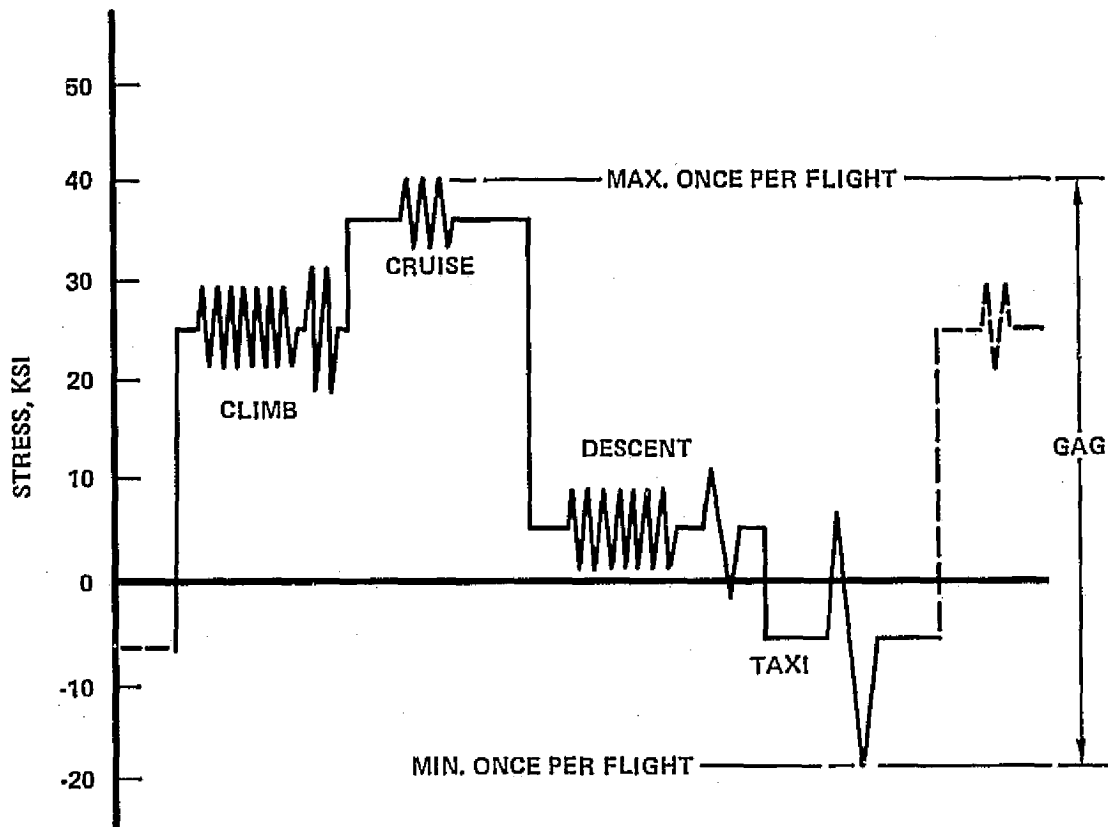 STRESS, KSI
50
40
30
20
10
0
-10
-20
MAX. ONCE PER FLIGHT
CRUISE
CLIMB
DESCENT
GAG
TAXI
MIN. ONCE PER FLIGHT